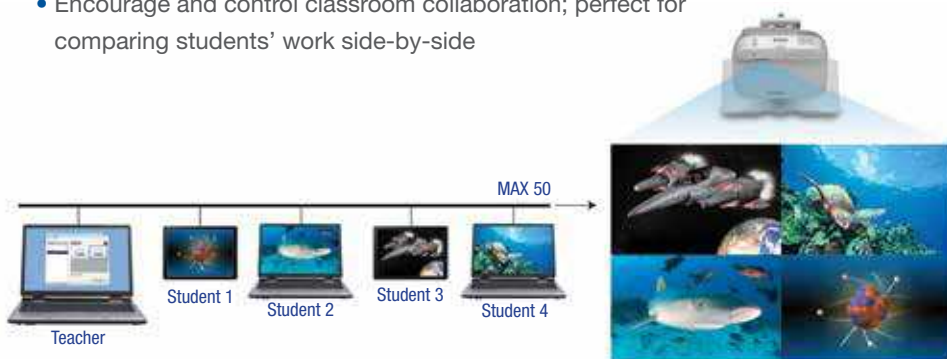 • Encourage and control classroom collaboration; perfect for
comparing students’ work side-by-side
MAX 50
Teacher
Student 1
Student 2
Student 3
Student 4